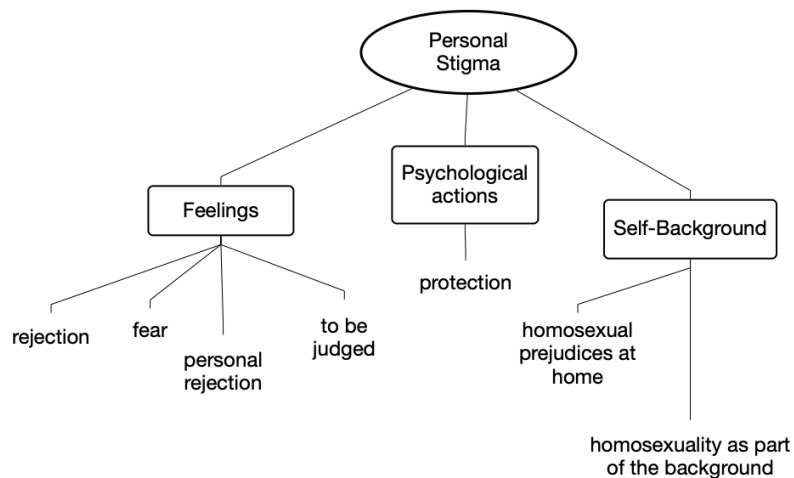 Personal
Stigma
Feelings
Psychological
actions
Self-Background
rejection
fear
personal
rejection
to be
judged
protection
homosexual
prejudices at
home
homosexuality as part
of the background